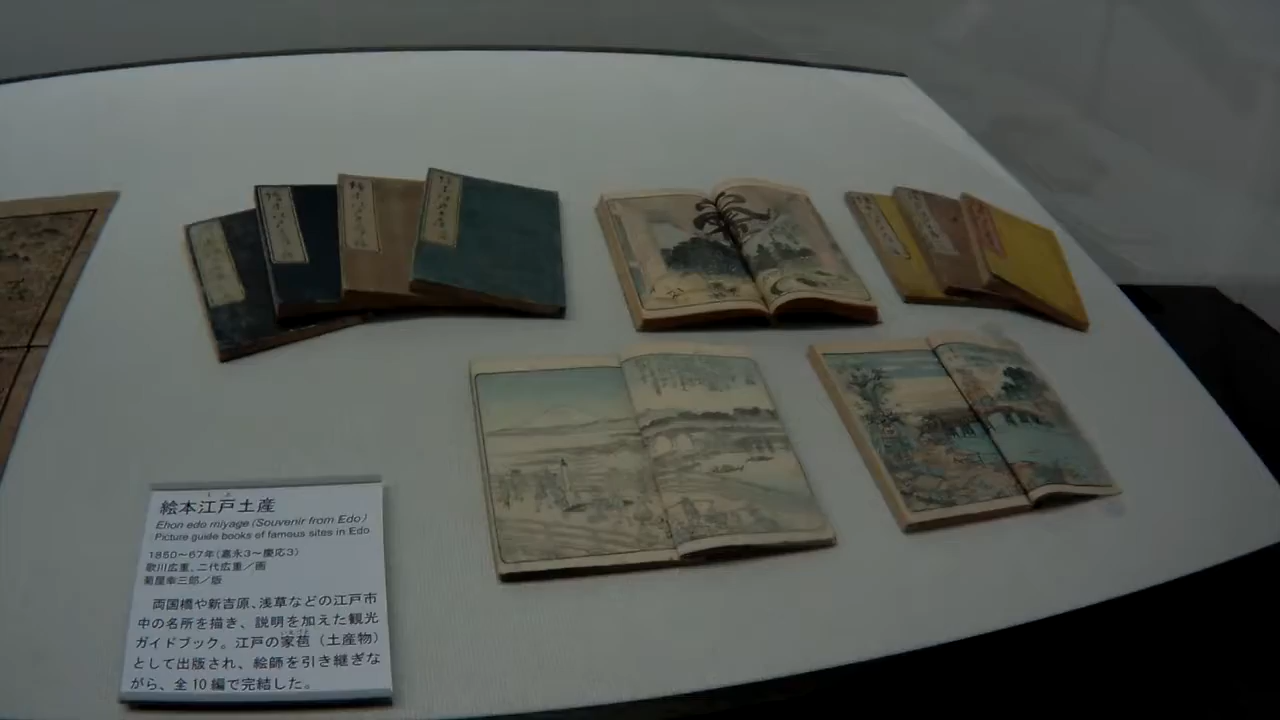 絵本江戸土産
Ehon edo miyage (Souvenir from Edo)
Picture guide books of famous sites in Edo
1850～67年(嘉永3～慶応3)
歌川広重、二代広重／画
菊屋幸三郎／版
両国橋や新吉原、浅草などの江戸市
中の名所を描き、説明を加えた観光
ガイドブック。江戸の家苞（土産物）
として出版され、絵師を引き継ぎな
がら、全10編で完結した。